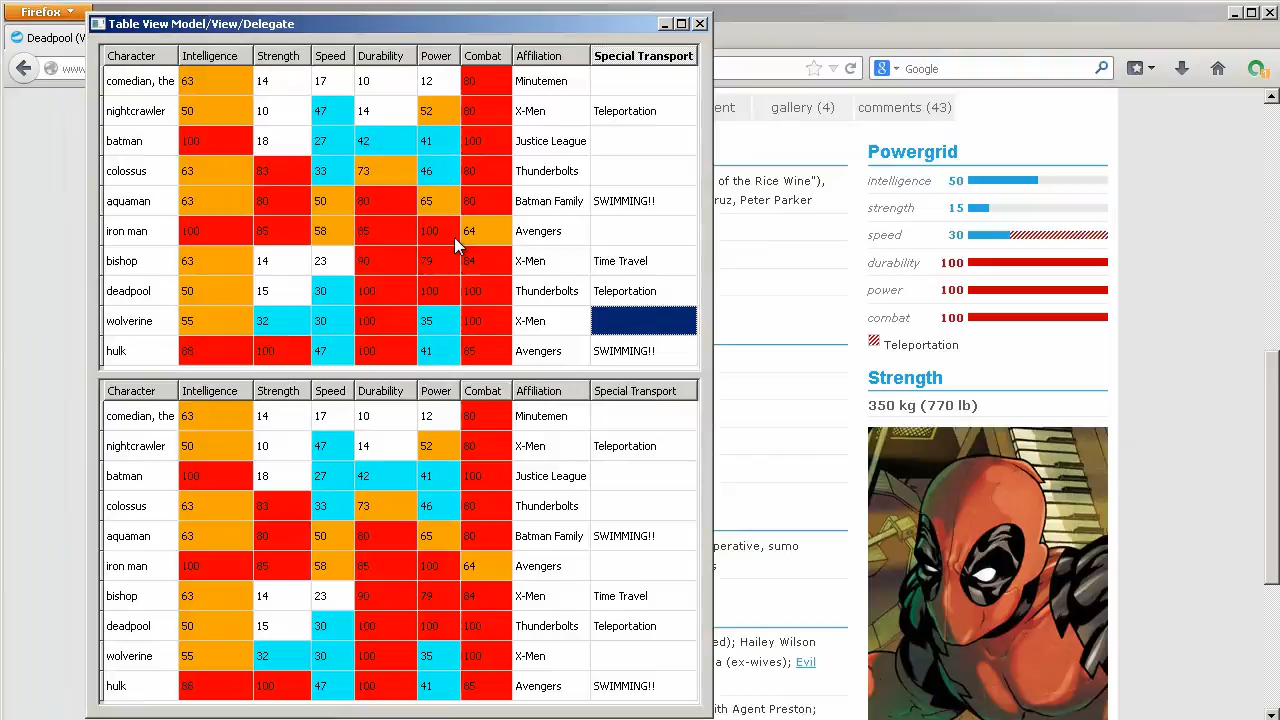 Firefox
Table View Model/View/Delegate
Deadpool (W
www
Google
Character Intelligence Strength Speed Durability Power Combat Affiliation Special Transport
comedian, the 63 14 17 10 12 80 Minutemen
nightcrawler 50 10 47 14 52 80 X-Men Teleportation
batman 100 18 27 42 41 100 Justice League
colossus 63 83 33 73 46 80 Thunderbolts
aquaman 63 80 50 80 65 80 Batman Family SWIMMING!!
iron man 100 85 58 85 100 64 Avengers
bishop 63 14 23 90 79 84 X-Men Time Travel
deadpool 50 15 30 100 100 100 Thunderbolts Teleportation
wolverine 55 32 30 100 35 100 X-Men
hulk 88 100 47 100 41 85 Avengers SWIMMING!!
Character Intelligence Strength Speed Durability Power Combat Affiliation Special Transport
comedian, the 63 14 17 10 12 80 Minutemen
nightcrawler 50 10 47 14 52 80 X-Men Teleportation
batman 100 18 27 42 41 100 Justice League
colossus 63 83 33 73 46 80 Thunderbolts
aquaman 63 80 50 80 65 80 Batman Family SWIMMING!!
iron man 100 85 58 85 100 64 Avengers
bishop 63 14 23 90 79 84 X-Men Time Travel
deadpool 50 15 30 100 100 100 Thunderbolts Teleportation
wolverine 55 32 30 100 35 100 X-Men
hulk 88 100 47 100 41 85 Avengers SWIMMING!!
ent gallery (4) comments (43)
of the Rice Wine"),
ruz, Peter Parker
perative, sumo
ed); Hailey Wilson
a (ex-wives); Evil
th Agent Preston;
Powergrid
intelligence 50
strength 15
speed 30
durability 100
power 100
combat 100
Teleportation
Strength
350 kg (770 lb)